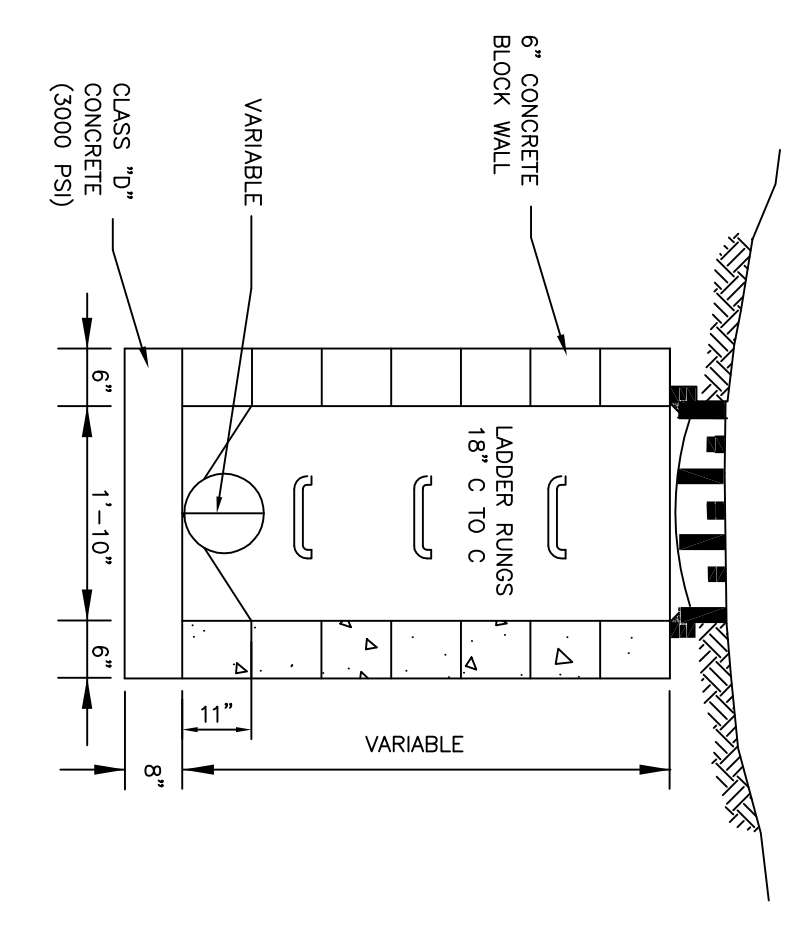 6" CONCRETE
BLOCK WALL
VARIABLE
CLASS "D"
CONCRETE
(3000 PSI)
LADDER RUNGS
18" C TO C
6"
1'-10"
6"
11"
VARIABLE
8"